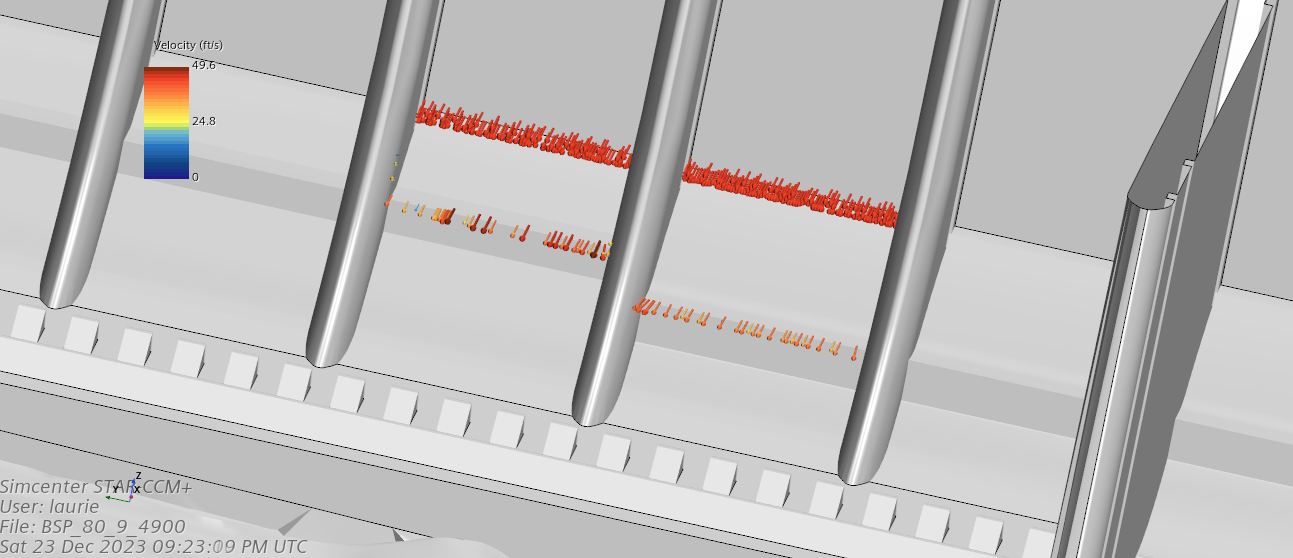 Velocity (ft/s)
49.6
24.8
0
Z
Y X
Simcenter STAR-CCM+
User: laurie
File: BSP_80_9_4900
Sat 23 Dec 2023 09:23:09 PM UTC